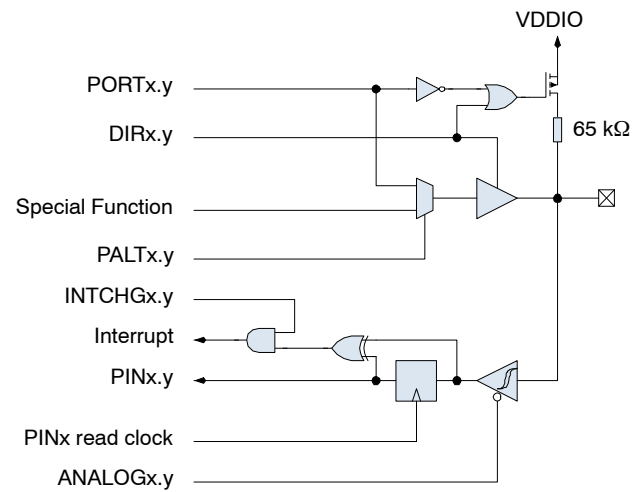 VDDIO
PORTx.y
65 kΩ
DIRx.y
Special Function
PALTx.y
INTCHGx.y
Interrupt
PINx.y
PINx read clock
ANALOGx.y